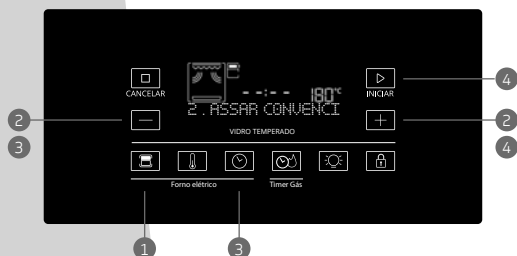 CANCELAR
--:-- 180°C
INICIAR
4
2. ASSAR CONVENCI
2
3
2
4
VIDRO TEMPERADO
Forno elétrico
Timer Gás
1
3